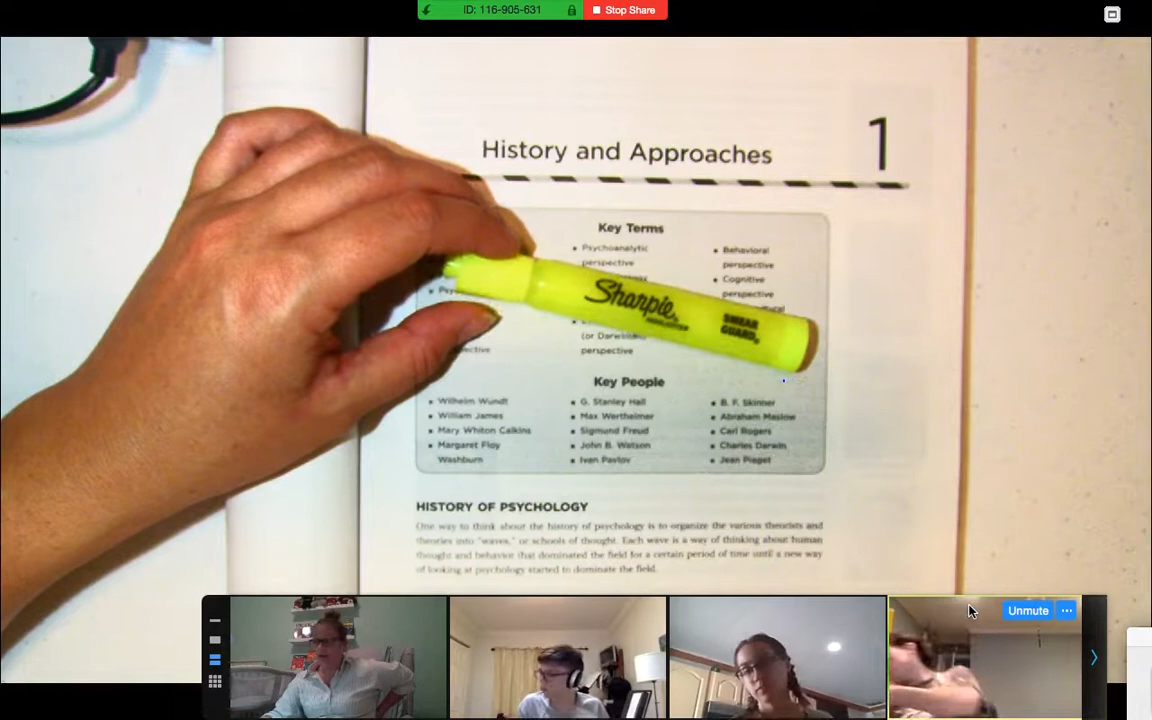 ID: 116-905-631
Stop Share
1
History and Approaches
Key Terms
Psychoanalytic
perspective
Behavioral
perspective
Cognitive
perspective
Sharpie
HIGHLIGHTER
SMEAR
GUARD
(or Darwinian
perspective
Key People
Wilhelm Wundt
William James
Mary Whiton Calkins
Margaret Floy
Washburn
G. Stanley Hall
Max Wertheimer
Sigmund Freud
John B. Watson
Ivan Pavlov
B. F. Skinner
Abraham Maslow
Carl Rogers
Charles Darwin
Jean Piaget
HISTORY OF PSYCHOLOGY
One way to think about the history of psychology is to organize the various theorists and
theories into "waves," or schools of thought. Each wave is a way of thinking about human
thought and behavior that dominated the field for a certain period of time until a new way
of looking at psychology started to dominate the field.
Unmute